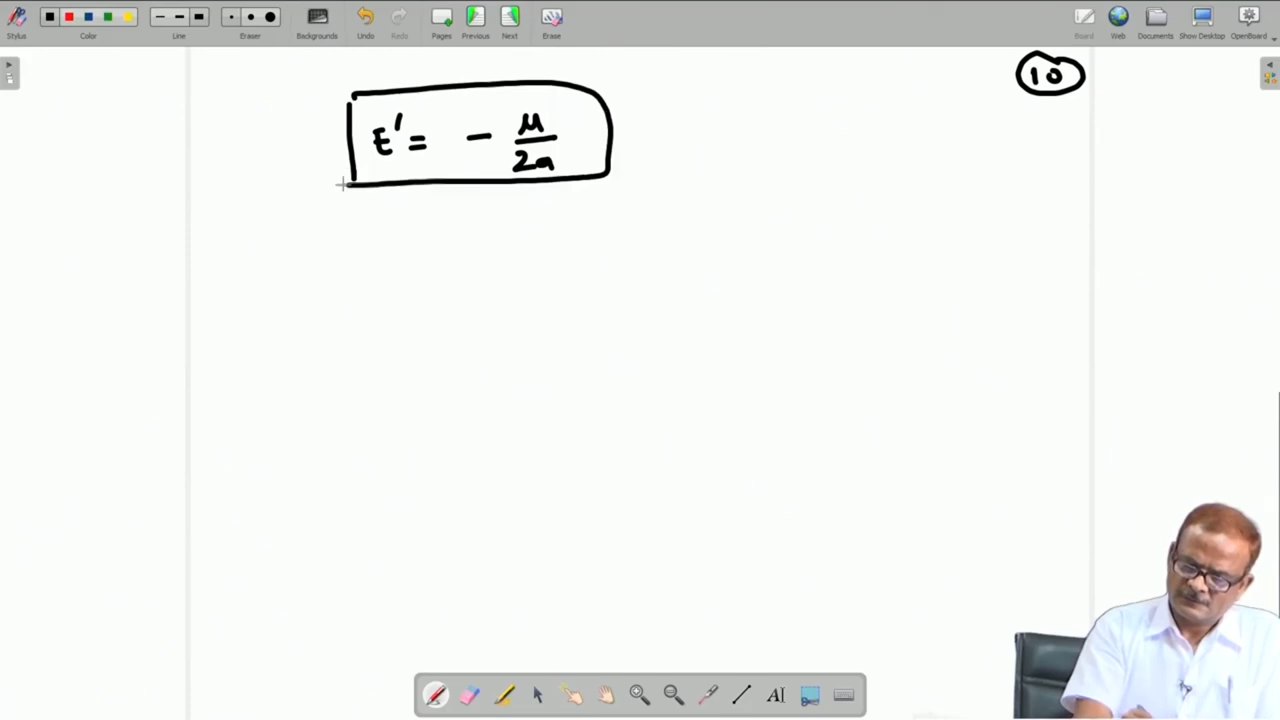 Stylus
Color
Line
Eraser
Backgrounds
Undo
Redo
Pages
Previous
Next
Erase
Board
Web
Documents
Show Desktop
OpenBoard
10
E' = - μ/2a
AI